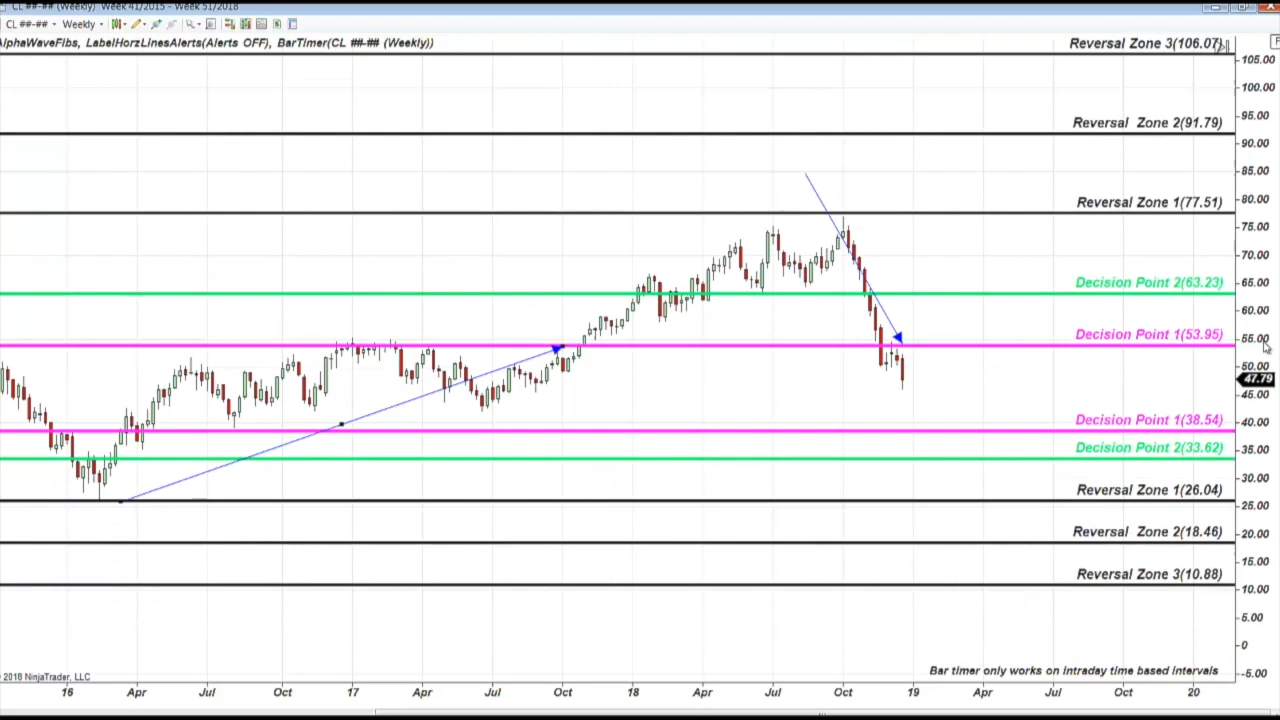 CL ##-## (Weekly) Week 41/2015 - Week 51/2018
CL ##-## Weekly
AlphaWaveFibs, LabelHorzLinesAlerts(Alerts OFF), BarTimer(CL ##-## (Weekly))
Reversal Zone 3(106.07)
F
105.00
100.00
95.00
Reversal Zone 2(91.79)
90.00
85.00
80.00
Reversal Zone 1(77.51)
75.00
70.00
65.00
Decision Point 2(63.23)
60.00
55.00
Decision Point 1(53.95)
50.00
47.79
45.00
40.00
Decision Point 1(38.54)
35.00
Decision Point 2(33.62)
30.00
Reversal Zone 1(26.04)
25.00
20.00
Reversal Zone 2(18.46)
15.00
Reversal Zone 3(10.88)
10.00
5.00
0
-5.00
Bar timer only works on intraday time based intervals
2018 NinjaTrader, LLC
16 Apr Jul Oct 17 Apr Jul Oct 18 Apr Jul Oct 19 Apr Jul Oct 20